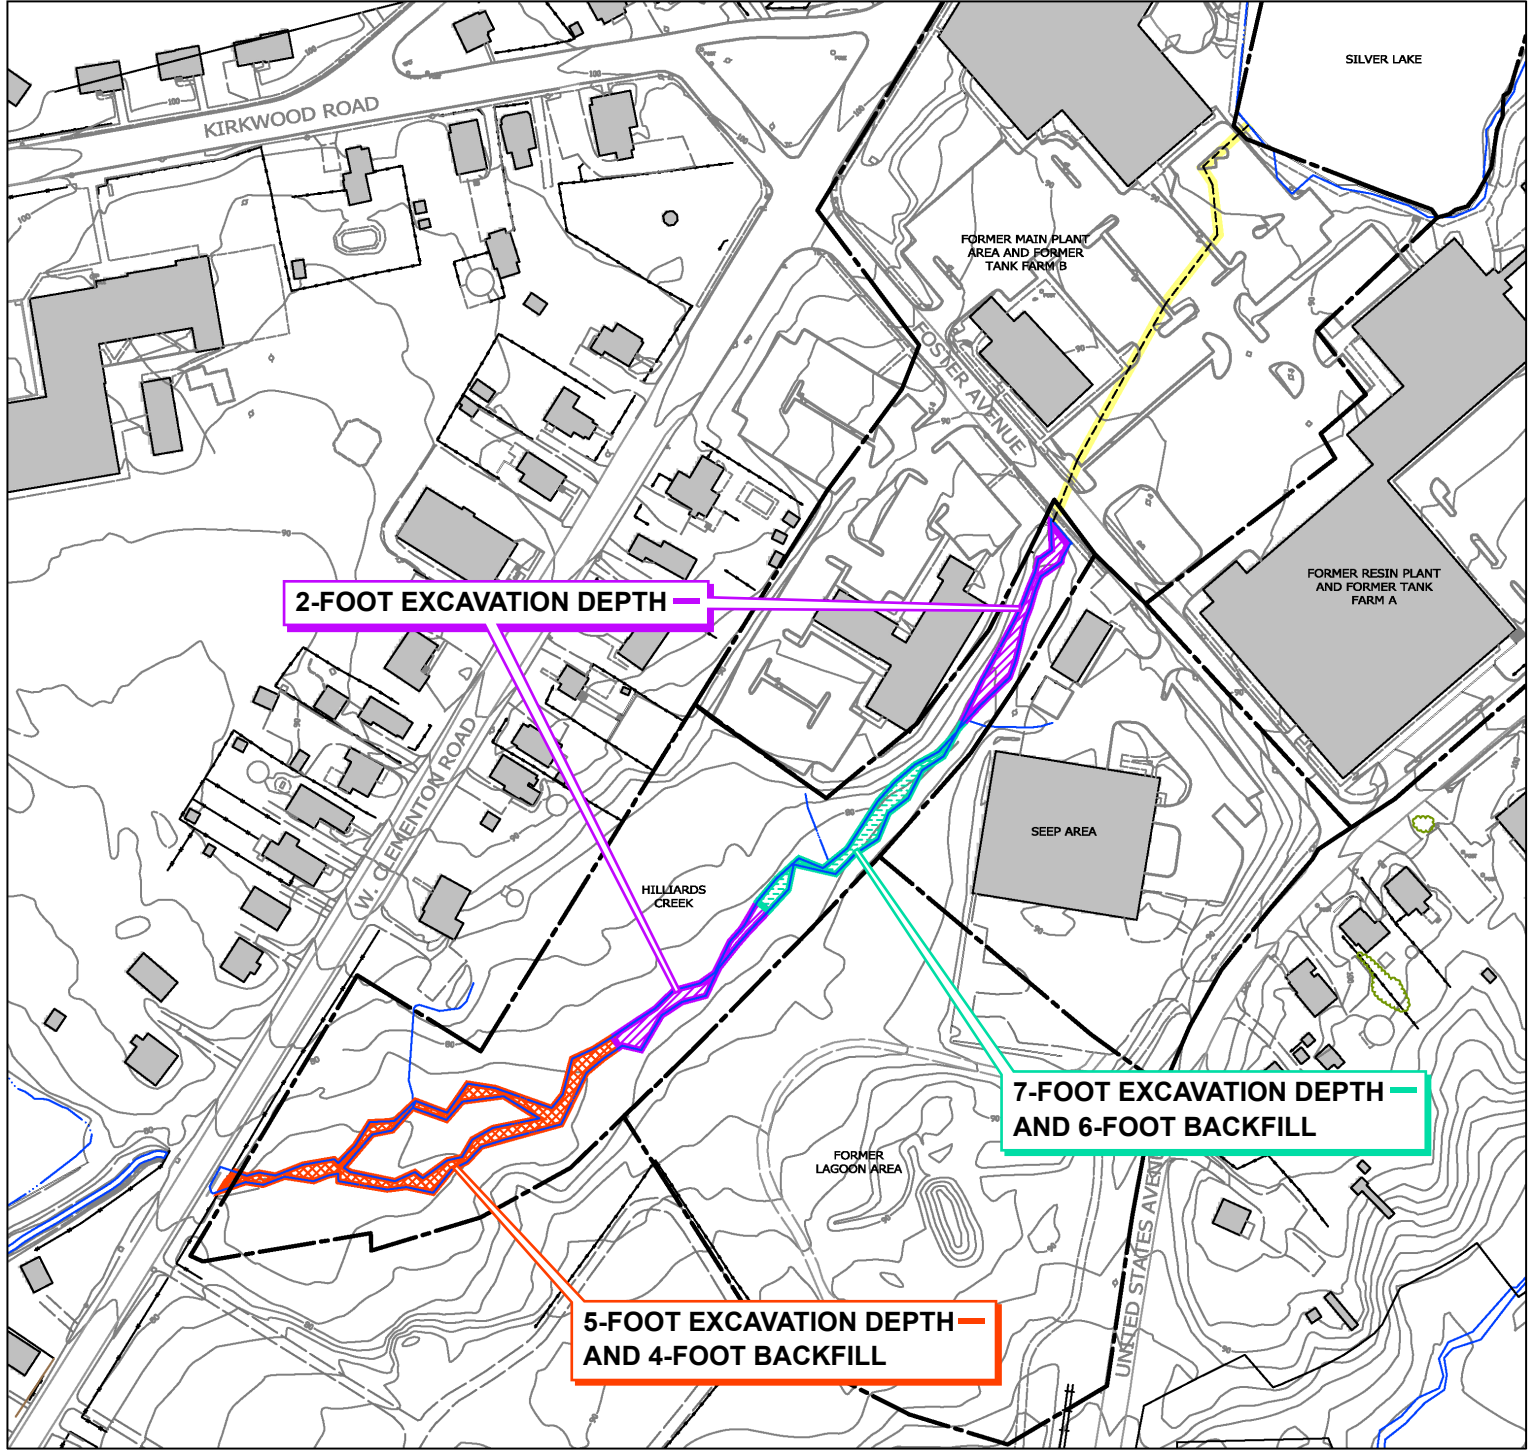 SILVER LAKE
KIRKWOOD ROAD
FORMER MAIN PLANT
AREA AND FORMER
TANK FARM B
FOSTER AVENUE
FORMER RESIN PLANT
AND FORMER TANK
FARM A
2-FOOT EXCAVATION DEPTH
W. CLEMENTON ROAD
SEEP AREA
HILLIARDS
CREEK
7-FOOT EXCAVATION DEPTH
AND 6-FOOT BACKFILL
FORMER
LAGOON AREA
UNITED STATES AVENUE
5-FOOT EXCAVATION DEPTH
AND 4-FOOT BACKFILL